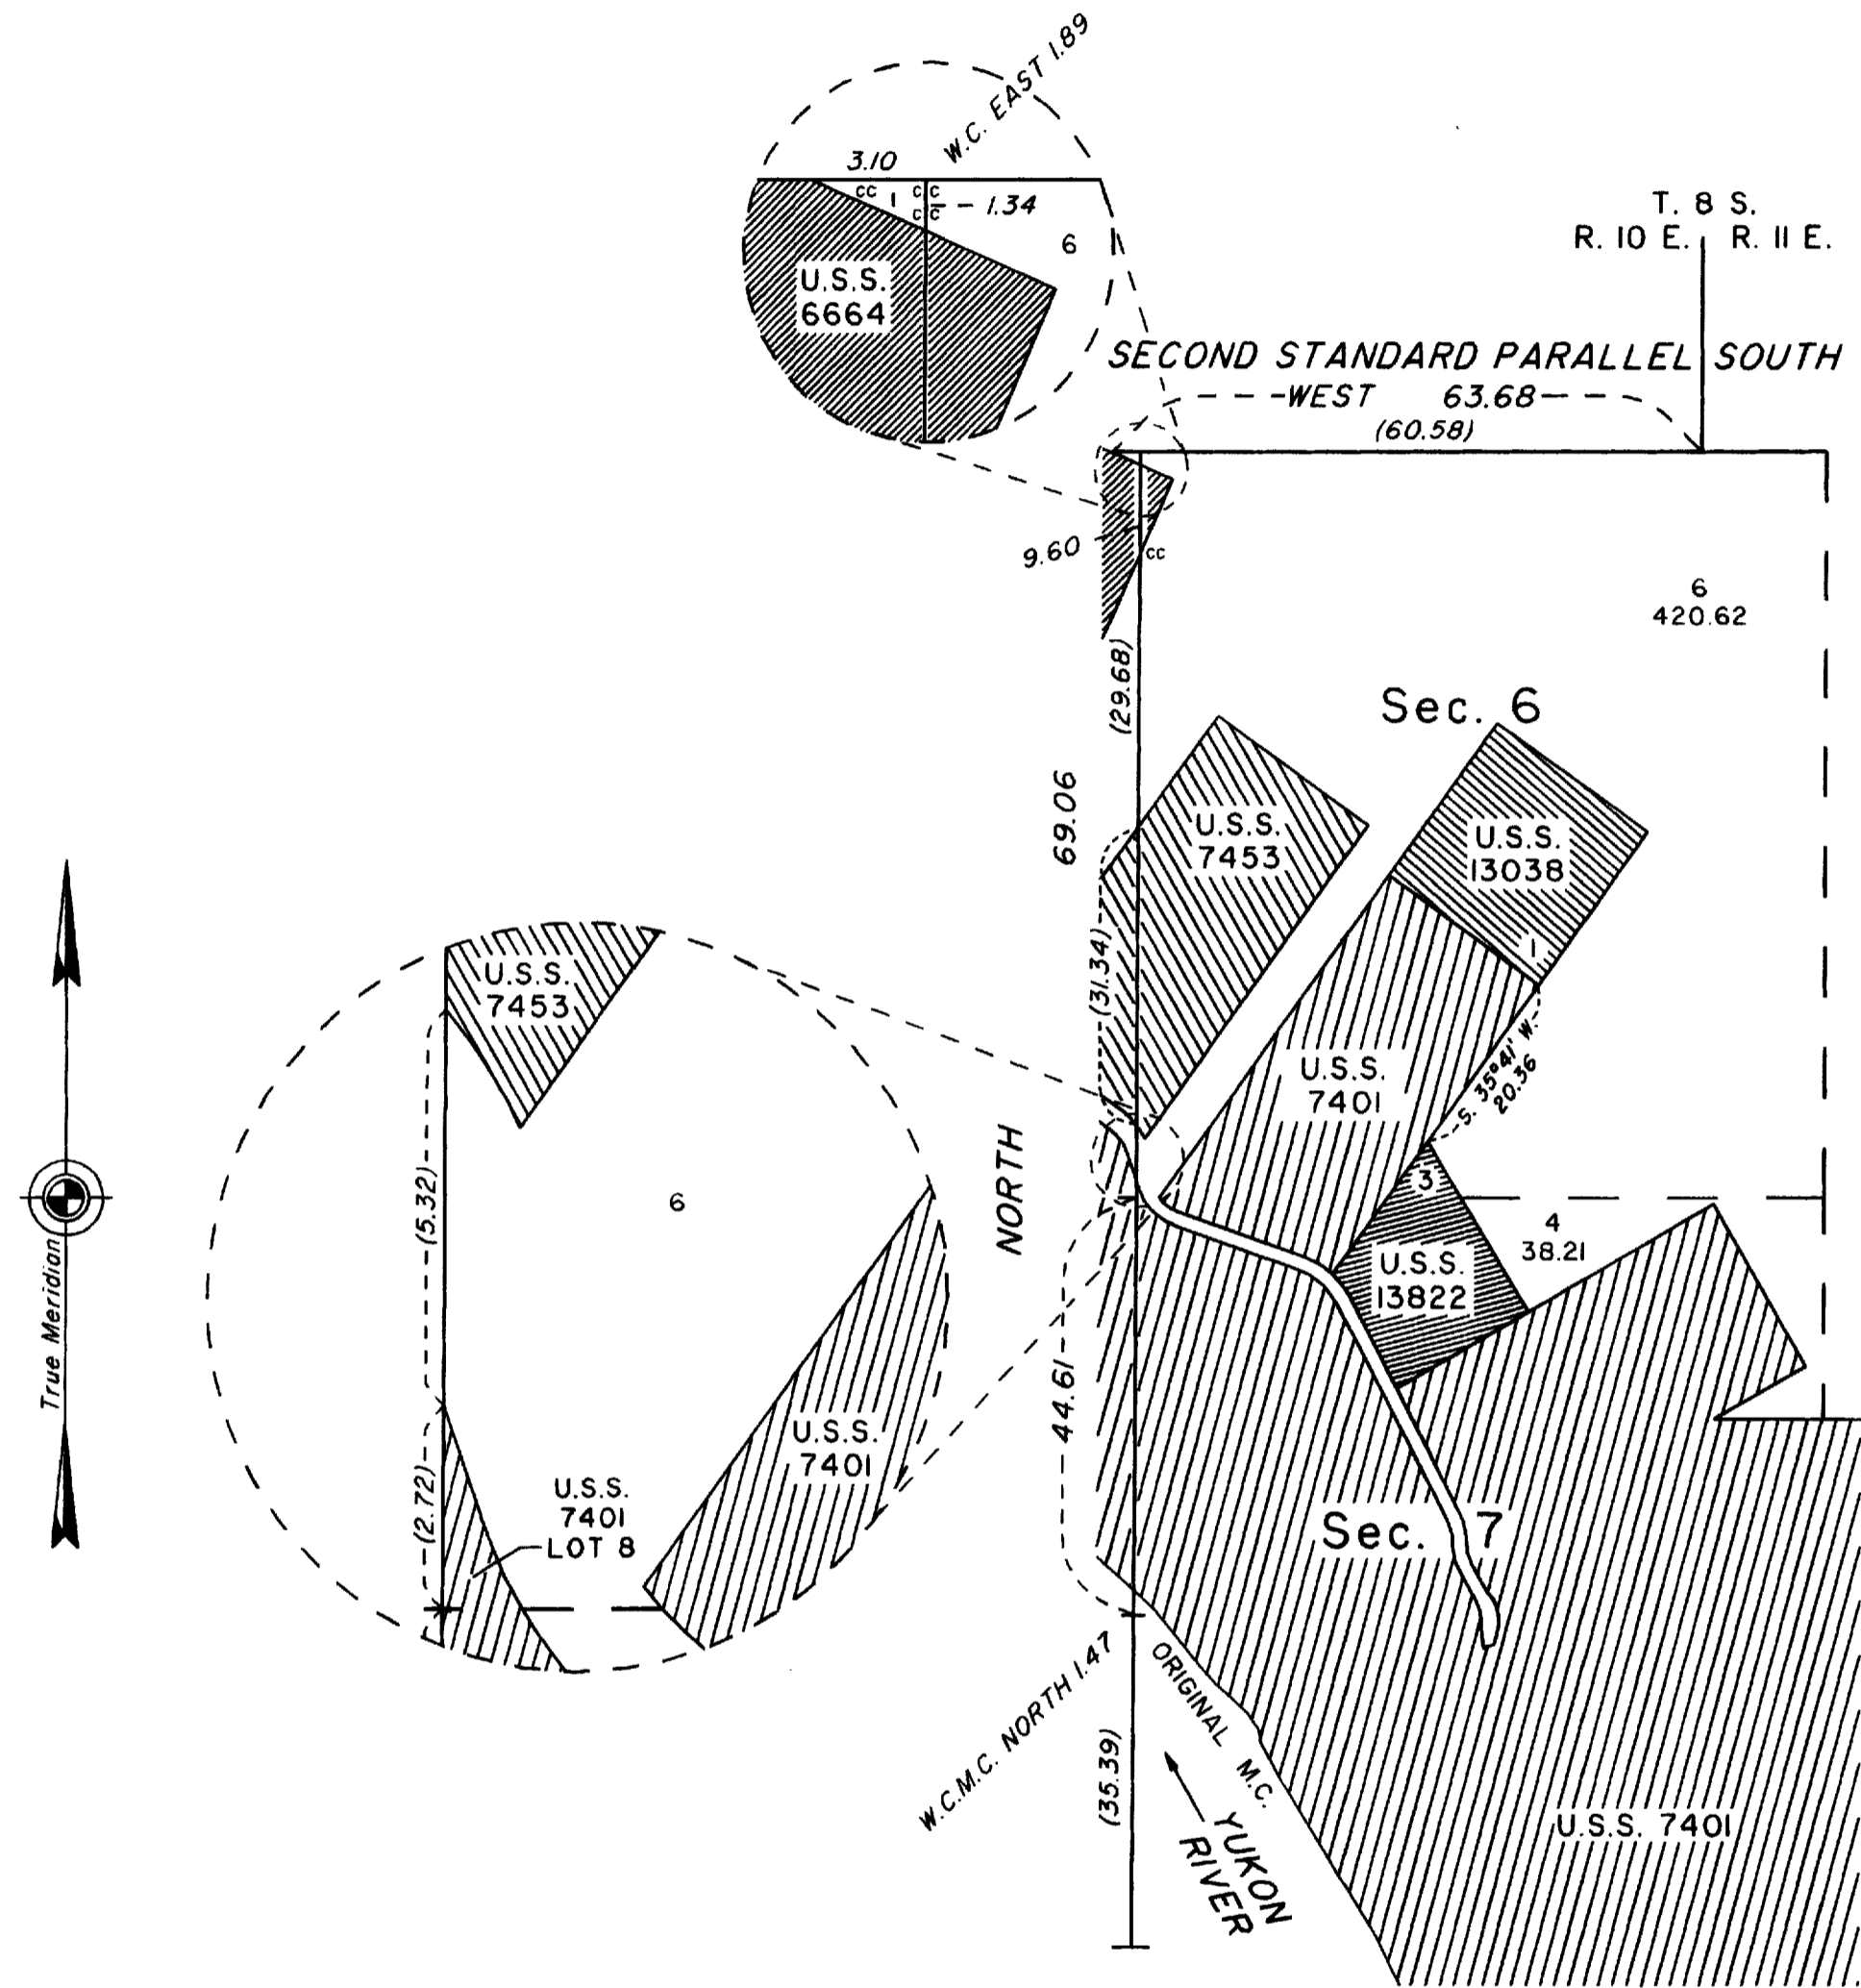 W.C. EAST 1.89
3.10
CC 1 C C
C C - 1.34
6
U.S.S.
6664
T. 8 S.
R. 10 E. R. 11 E.
SECOND STANDARD PARALLEL SOUTH
WEST 63.68
(60.58)
9.60
CC
6
420.62
(29.68)
Sec. 6
69.06
U.S.S.
7453
U.S.S.
13038
1
(31.34)
U.S.S.
7453
U.S.S.
7401
S. 35°41' W.
20.36
NORTH
(5.32)
6
3
4
38.21
U.S.S.
13822
True Meridian
44.61
U.S.S.
7401
(2.72)
U.S.S.
7401
LOT 8
Sec. 7
W.C.M.C. NORTH 1.47
ORIGINAL M.C.
(35.39)
YUKON
RIVER
U.S.S. 7401